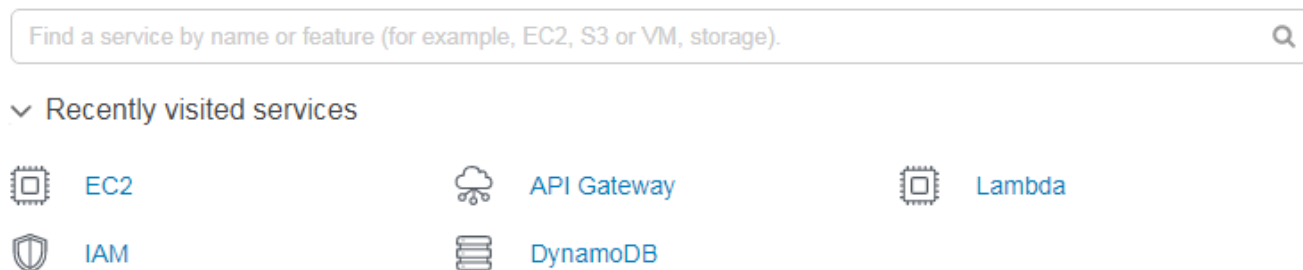 Find a service by name or feature (for example, EC2, S3 or VM, storage).
Recently visited services
EC2 API Gateway Lambda
IAM DynamoDB